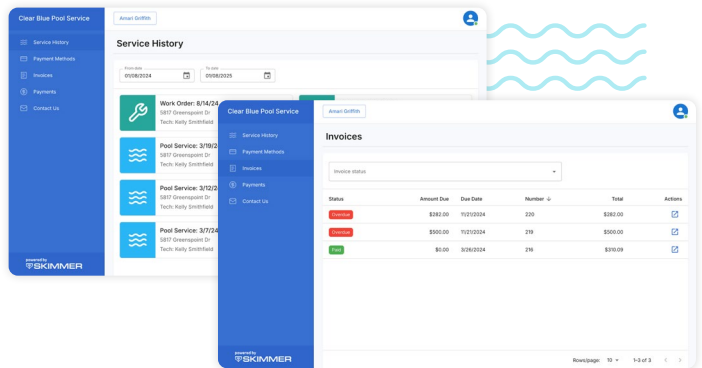 Clear Blue Pool Service
Amari Griffith
Service History
Payment Methods
Invoices
Payments
Contact Us
powered by
SKIMMER
Service History
From date
01/08/2024
To date
01/08/2025
Work Order: 8/14/24
5817 Greenspoint Dr
Tech: Kelly Smithfield
Pool Service: 3/19/2
5817 Greenspoint Dr
Tech: Kelly Smithfield
Pool Service: 3/12/2
5817 Greenspoint Dr
Tech: Kelly Smithfield
Pool Service: 3/7/24
5817 Greenspoint Dr
Tech: Kelly Smithfield
Clear Blue Pool Service
Amari Griffith
Service History
Payment Methods
Invoices
Payments
Contact Us
powered by
SKIMMER
Invoices
Invoice status
Status Amount Due Due Date Number ↓ Total Actions
Overdue $282.00 11/21/2024 220 $282.00
Overdue $500.00 11/21/2024 219 $500.00
Paid $0.00 3/26/2024 216 $310.09
Rows/page: 10 1–3 of 3